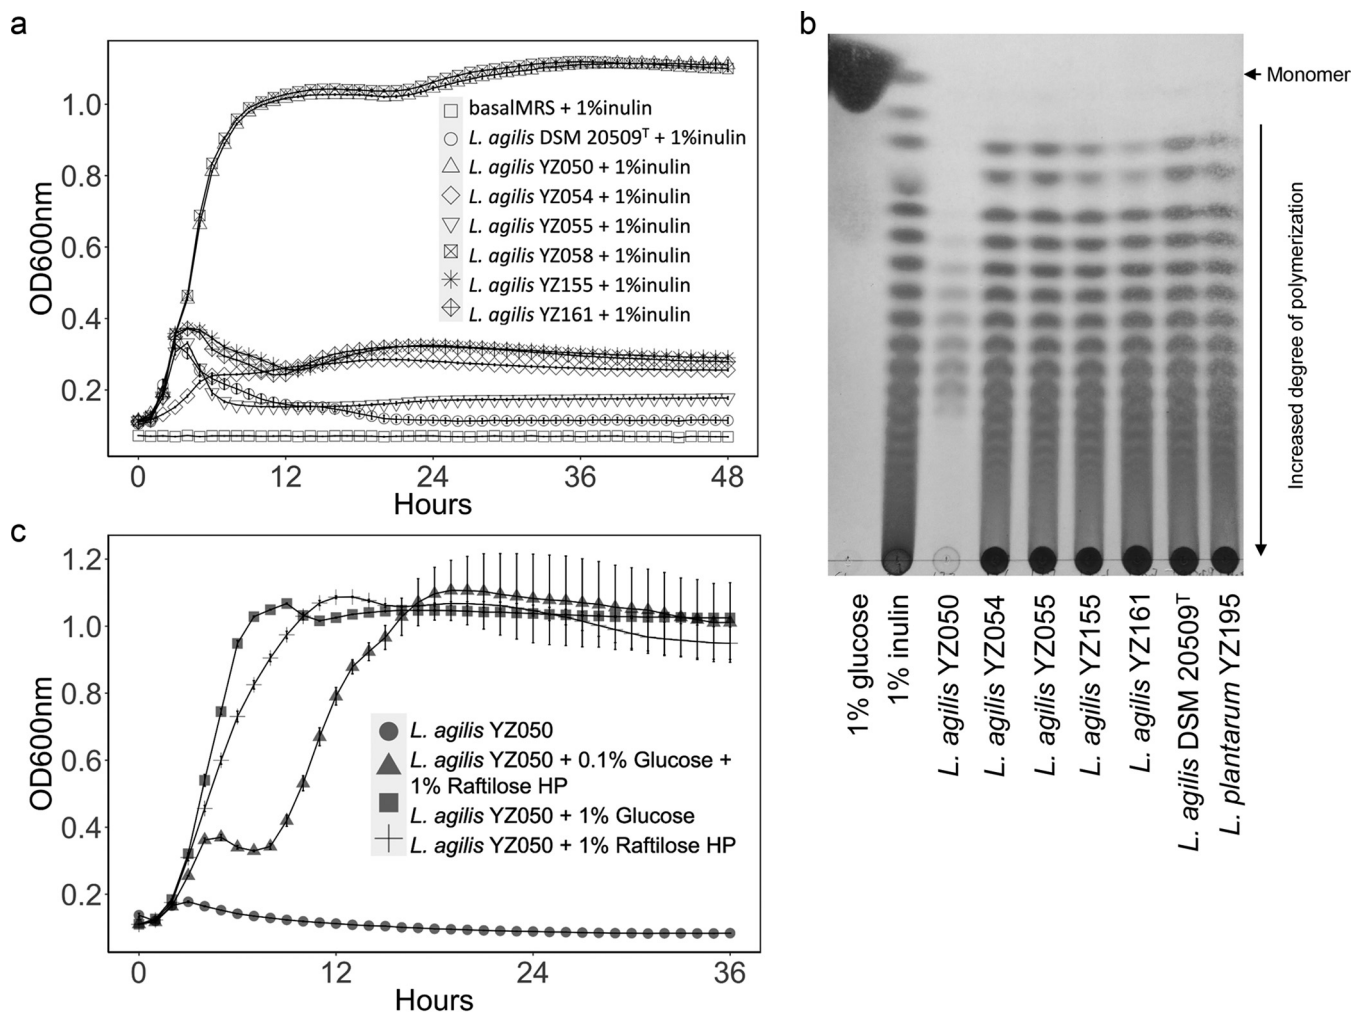 a
OD600nm
1.0
0.8
0.6
0.4
0.2
0
12
24
36
48
Hours
basalMRS + 1%inulin
L. agilis DSM 20509ᵀ + 1%inulin
L. agilis YZ050 + 1%inulin
L. agilis YZ054 + 1%inulin
L. agilis YZ055 + 1%inulin
L. agilis YZ058 + 1%inulin
L. agilis YZ155 + 1%inulin
L. agilis YZ161 + 1%inulin
b
Monomer
Increased degree of polymerization
1% glucose
1% inulin
L. agilis YZ050
L. agilis YZ054
L. agilis YZ055
L. agilis YZ155
L. agilis YZ161
L. agilis DSM 20509ᵀ
L. plantarum YZ195
c
OD600nm
1.2
1.0
0.8
0.6
0.4
0.2
0
12
24
36
Hours
L. agilis YZ050
L. agilis YZ050 + 0.1% Glucose +
1% Raftilose HP
L. agilis YZ050 + 1% Glucose
L. agilis YZ050 + 1% Raftilose HP